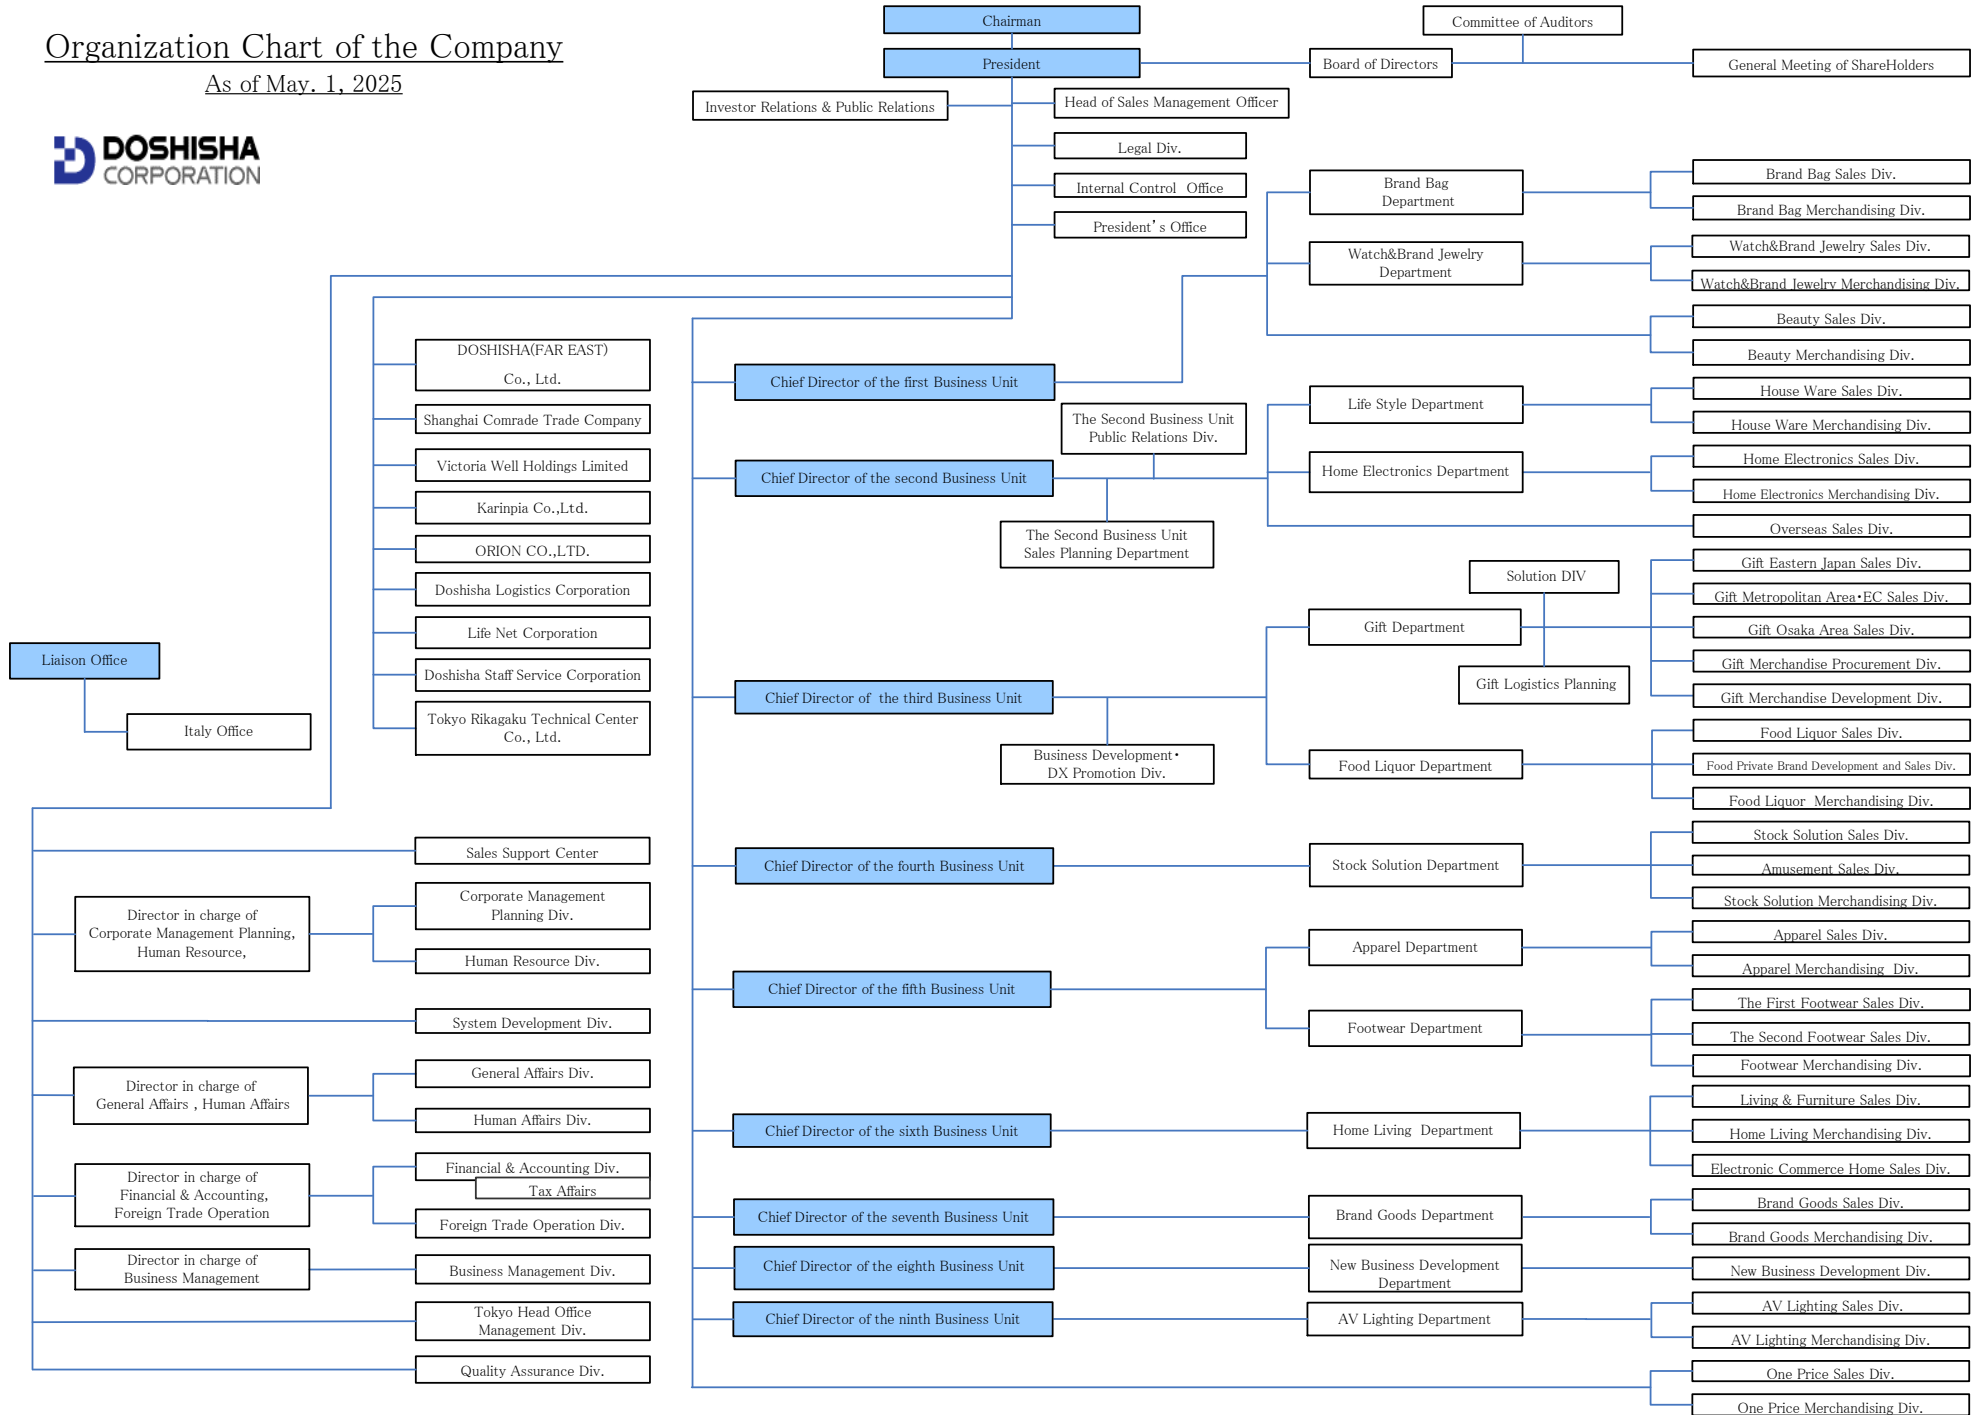 Organization Chart of the Company
As of May. 1, 2025
DOSHISHA
CORPORATION
Chairman
President
Committee of Auditors
Board of Directors
General Meeting of ShareHolders
Investor Relations & Public Relations
Head of Sales Management Officer
Legal Div.
Internal Control Office
President’s Office
DOSHISHA(FAR EAST)
Co., Ltd.
Shanghai Comrade Trade Company
Victoria Well Holdings Limited
Karinpia Co.,Ltd.
ORION CO.,LTD.
Doshisha Logistics Corporation
Life Net Corporation
Doshisha Staff Service Corporation
Tokyo Rikagaku Technical Center
Co., Ltd.
Liaison Office
Italy Office
Sales Support Center
Director in charge of
Corporate Management Planning,
Human Resource,
Corporate Management
Planning Div.
Human Resource Div.
System Development Div.
Director in charge of
General Affairs , Human Affairs
General Affairs Div.
Human Affairs Div.
Director in charge of
Financial & Accounting,
Foreign Trade Operation
Financial & Accounting Div.
Tax Affairs
Foreign Trade Operation Div.
Director in charge of
Business Management
Business Management Div.
Tokyo Head Office
Management Div.
Quality Assurance Div.
Chief Director of the first Business Unit
Brand Bag
Department
Brand Bag Sales Div.
Brand Bag Merchandising Div.
Watch&Brand Jewelry
Department
Watch&Brand Jewelry Sales Div.
Watch&Brand Jewelry Merchandising Div.
Beauty Sales Div.
Beauty Merchandising Div.
Chief Director of the second Business Unit
The Second Business Unit
Public Relations Div.
The Second Business Unit
Sales Planning Department
Life Style Department
House Ware Sales Div.
House Ware Merchandising Div.
Home Electronics Department
Home Electronics Sales Div.
Home Electronics Merchandising Div.
Overseas Sales Div.
Chief Director of the third Business Unit
Business Development・
DX Promotion Div.
Gift Department
Solution DIV
Gift Logistics Planning
Gift Eastern Japan Sales Div.
Gift Metropolitan Area・EC Sales Div.
Gift Osaka Area Sales Div.
Gift Merchandise Procurement Div.
Gift Merchandise Development Div.
Food Liquor Department
Food Liquor Sales Div.
Food Private Brand Development and Sales Div.
Food Liquor Merchandising Div.
Chief Director of the fourth Business Unit
Stock Solution Department
Stock Solution Sales Div.
Amusement Sales Div.
Stock Solution Merchandising Div.
Chief Director of the fifth Business Unit
Apparel Department
Apparel Sales Div.
Apparel Merchandising Div.
Footwear Department
The First Footwear Sales Div.
The Second Footwear Sales Div.
Footwear Merchandising Div.
Chief Director of the sixth Business Unit
Home Living Department
Living & Furniture Sales Div.
Home Living Merchandising Div.
Electronic Commerce Home Sales Div.
Chief Director of the seventh Business Unit
Brand Goods Department
Brand Goods Sales Div.
Brand Goods Merchandising Div.
Chief Director of the eighth Business Unit
New Business Development
Department
New Business Development Div.
Chief Director of the ninth Business Unit
AV Lighting Department
AV Lighting Sales Div.
AV Lighting Merchandising Div.
One Price Sales Div.
One Price Merchandising Div.